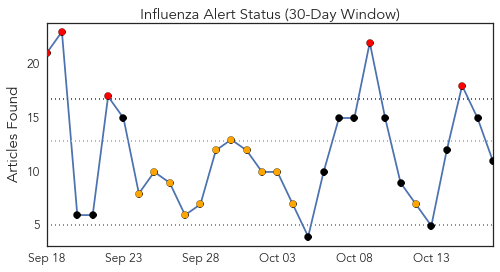 Influenza Alert Status (30-Day Window)
Articles Found
20
15
10
5
Sep 18 Sep 23 Sep 28 Oct 03 Oct 08 Oct 13